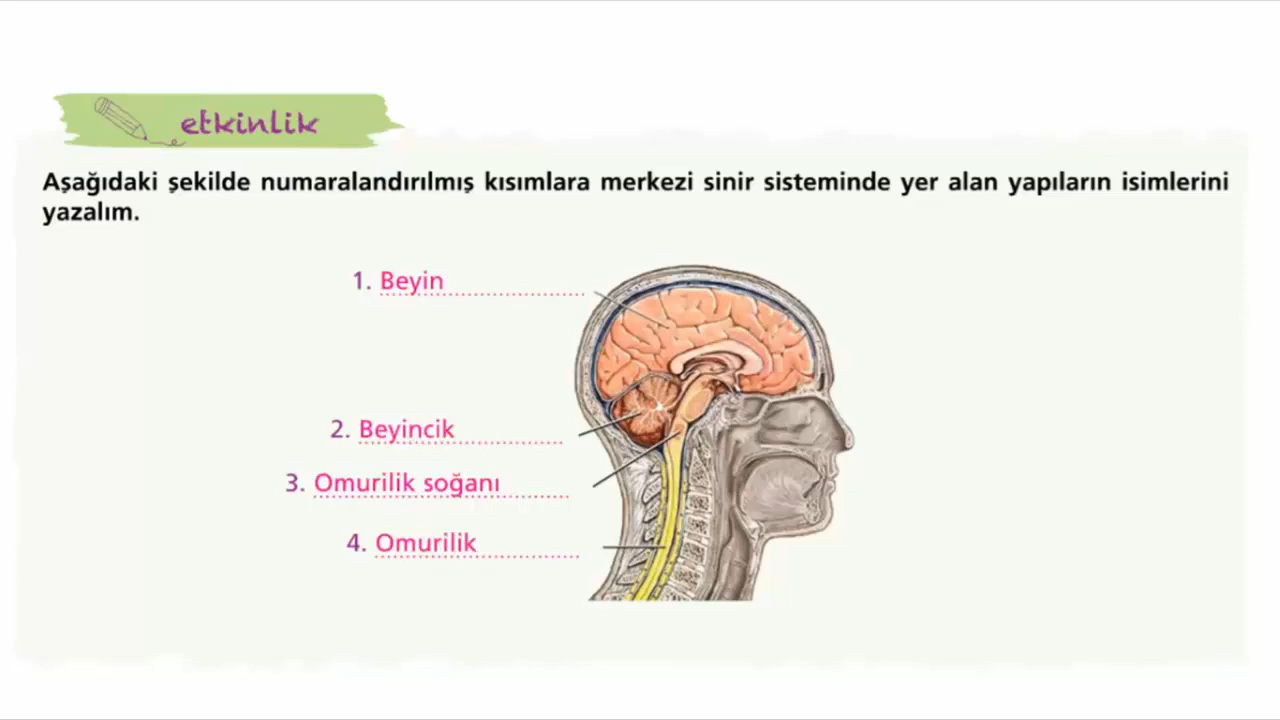 etkinlik
Aşağıdaki şekilde numaralandırılmış kısımlara merkezi sinir sisteminde yer alan yapıların isimlerini
yazalım.
1. Beyin
2. Beyincik
3. Omurilik soğanı
4. Omurilik